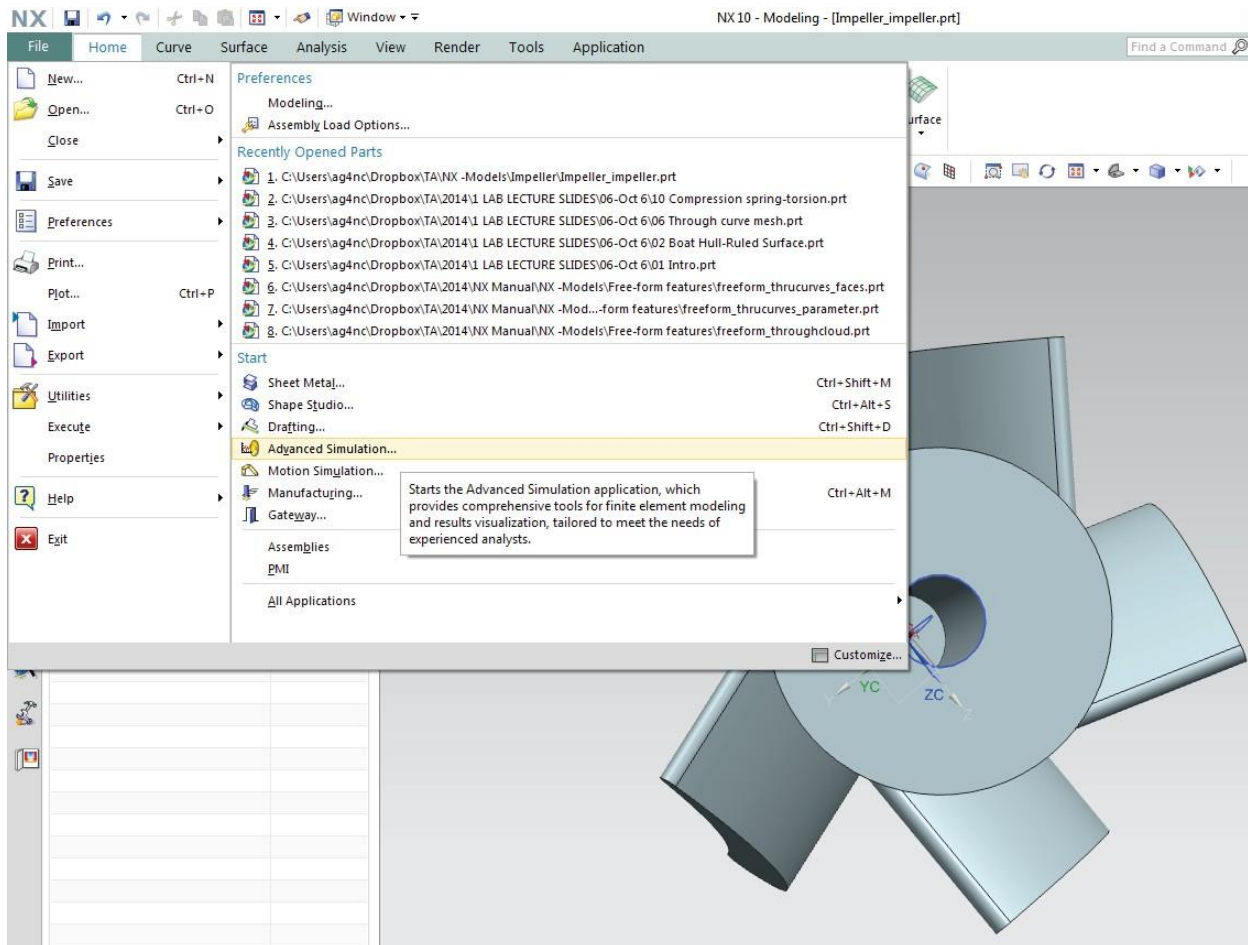 NX Window NX 10 - Modeling - [Impeller_impeller.prt]
File Home Curve Surface Analysis View Render Tools Application Find a Command
New... Ctrl+N
Open... Ctrl+O
Close
Save
Preferences
Print...
Plot... Ctrl+P
Import
Export
Utilities
Execute
Properties
Help
Exit
Preferences
Modeling...
Assembly Load Options...
Recently Opened Parts
1. C:\Users\ag4nc\Dropbox\TA\NX -Models\Impeller\Impeller_impeller.prt
2. C:\Users\ag4nc\Dropbox\TA\2014\1 LAB LECTURE SLIDES\06-Oct 6\10 Compression spring-torsion.prt
3. C:\Users\ag4nc\Dropbox\TA\2014\1 LAB LECTURE SLIDES\06-Oct 6\06 Through curve mesh.prt
4. C:\Users\ag4nc\Dropbox\TA\2014\1 LAB LECTURE SLIDES\06-Oct 6\02 Boat Hull-Ruled Surface.prt
5. C:\Users\ag4nc\Dropbox\TA\2014\1 LAB LECTURE SLIDES\06-Oct 6\01 Intro.prt
6. C:\Users\ag4nc\Dropbox\TA\2014\NX Manual\NX -Models\Free-form features\freeform_thrucurves_faces.prt
7. C:\Users\ag4nc\Dropbox\TA\2014\NX Manual\NX -Mod...-form features\freeform_thrucurves_parameter.prt
8. C:\Users\ag4nc\Dropbox\TA\2014\NX Manual\NX -Models\Free-form features\freeform_throughcloud.prt
Start
Sheet Metal... Ctrl+Shift+M
Shape Studio... Ctrl+Alt+S
Drafting... Ctrl+Shift+D
Advanced Simulation...
Motion Simulation...
Manufacturing... Ctrl+Alt+M
Gateway...
Starts the Advanced Simulation application, which
provides comprehensive tools for finite element modeling
and results visualization, tailored to meet the needs of
experienced analysts.
Assemblies
PMI
All Applications
Customize...
urface
YC
ZC
Y
Z